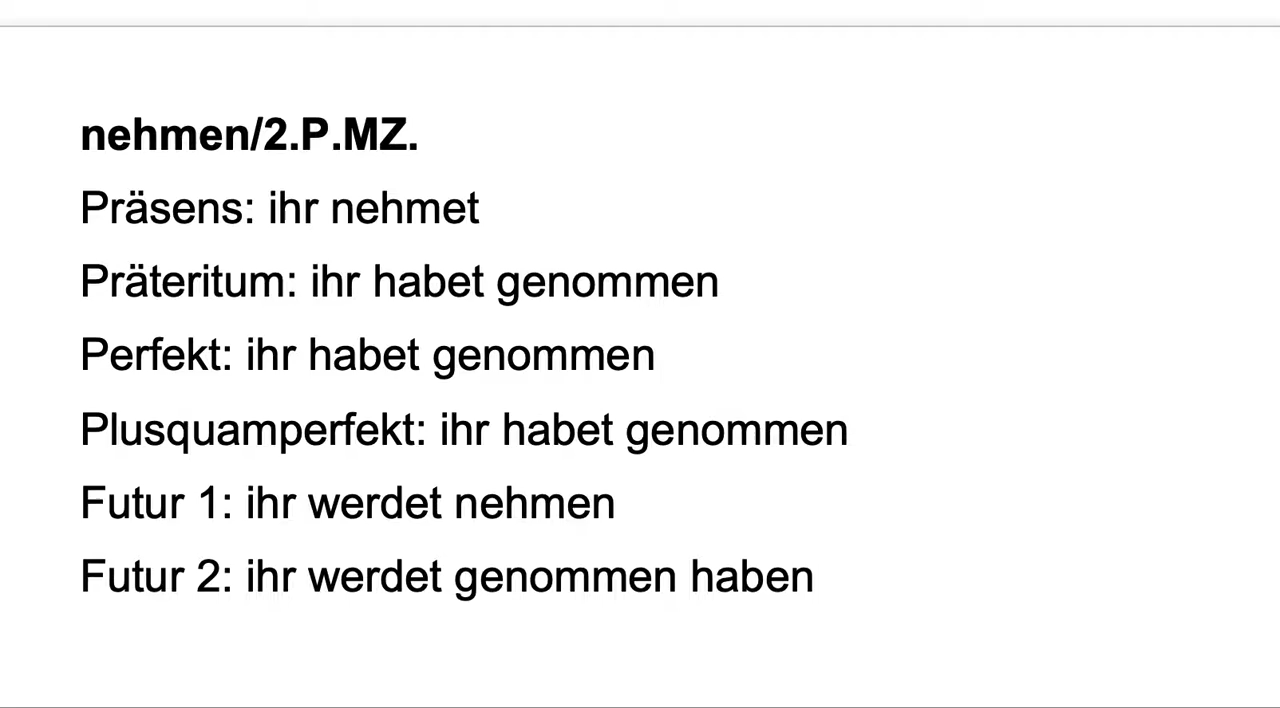 nehmen/2.P.MZ.
Präsens: ihr nehmet
Präteritum: ihr habet genommen
Perfekt: ihr habet genommen
Plusquamperfekt: ihr habet genommen
Futur 1: ihr werdet nehmen
Futur 2: ihr werdet genommen haben